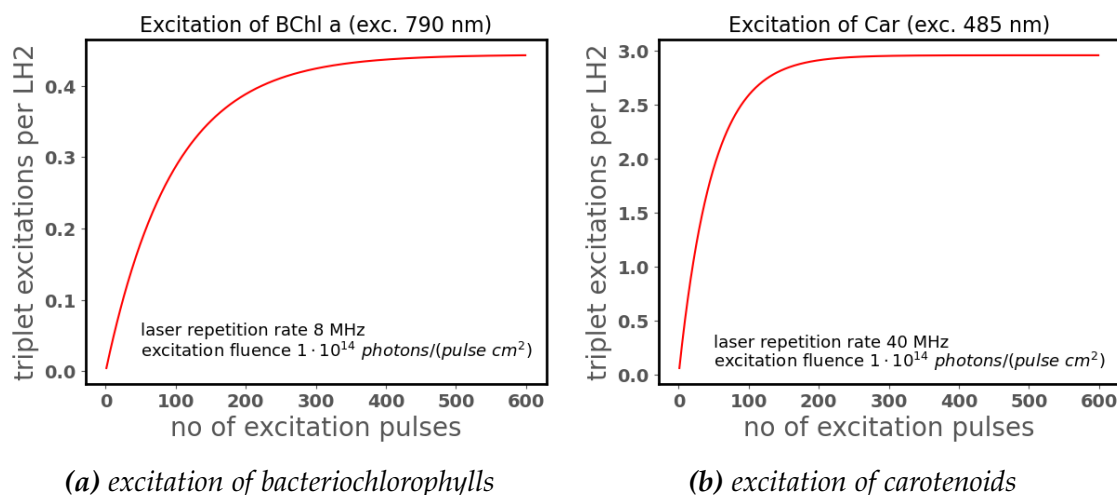 Excitation of BChl a (exc. 790 nm)
triplet excitations per LH2
0.4
0.3
0.2
0.1
0.0
laser repetition rate 8 MHz
excitation fluence 1 · 10^14 photons/(pulse cm^2)
0 100 200 300 400 500 600
no of excitation pulses
(a) excitation of bacteriochlorophylls
Excitation of Car (exc. 485 nm)
triplet excitations per LH2
3.0
2.5
2.0
1.5
1.0
0.5
0.0
laser repetition rate 40 MHz
excitation fluence 1 · 10^14 photons/(pulse cm^2)
0 100 200 300 400 500 600
no of excitation pulses
(b) excitation of carotenoids